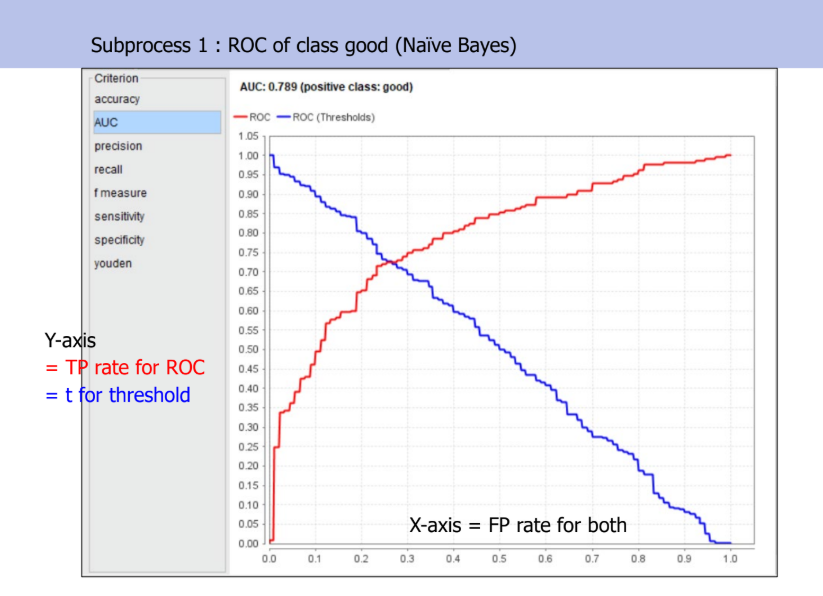 Subprocess 1 : ROC of class good (Naïve Bayes)
Criterion
accuracy
AUC
precision
recall
f measure
sensitivity
specificity
youden
AUC: 0.789 (positive class: good)
ROC ROC (Thresholds)
1.05
1.00
0.95
0.90
0.85
0.80
0.75
0.70
0.65
0.60
0.55
0.50
0.45
0.40
0.35
0.30
0.25
0.20
0.15
0.10
0.05
0.00
0.0 0.1 0.2 0.3 0.4 0.5 0.6 0.7 0.8 0.9 1.0
Y-axis
= TP rate for ROC
= t for threshold
X-axis = FP rate for both